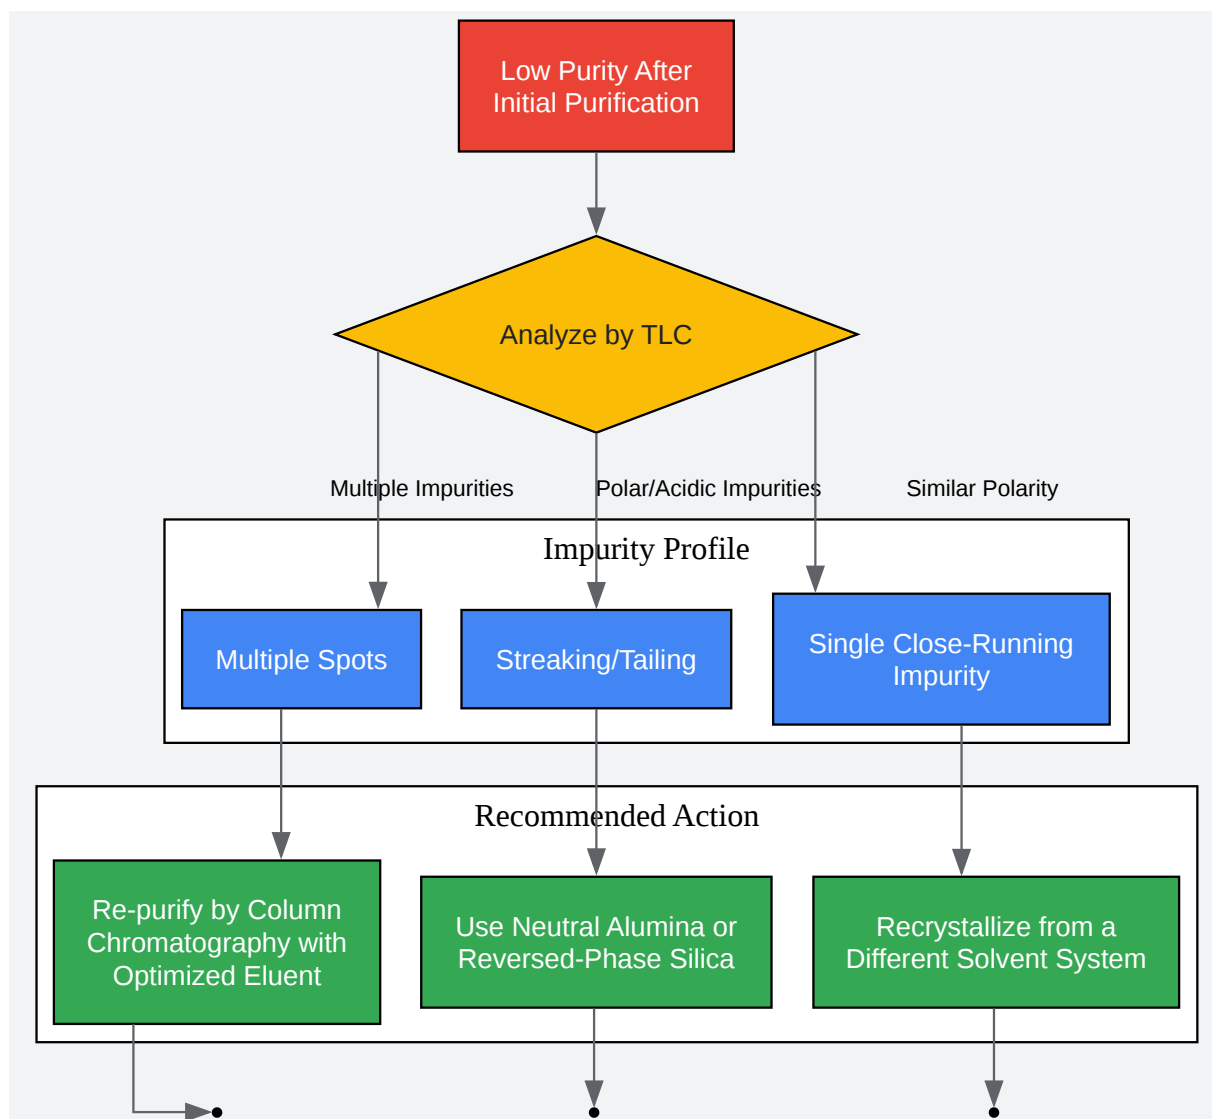 Low Purity After
Initial Purification
Analyze by TLC
Multiple Impurities
Polar/Acidic Impurities
Similar Polarity
Impurity Profile
Multiple Spots
Streaking/Tailing
Single Close-Running
Impurity
Recommended Action
Re-purify by Column
Chromatography with
Optimized Eluent
Use Neutral Alumina or
Reversed-Phase Silica
Recrystallize from a
Different Solvent System